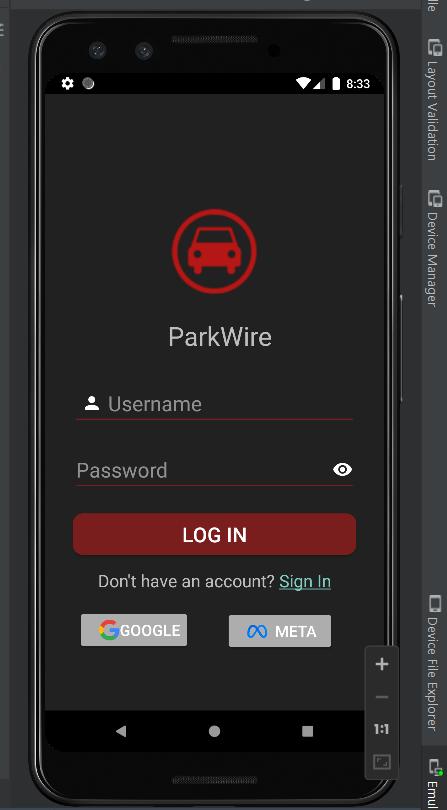 8:33
ParkWire
Username
Password
LOG IN
Don't have an account? Sign In
GOOGLE
META
1:1
Layout Validation
Device Manager
Device File Explorer